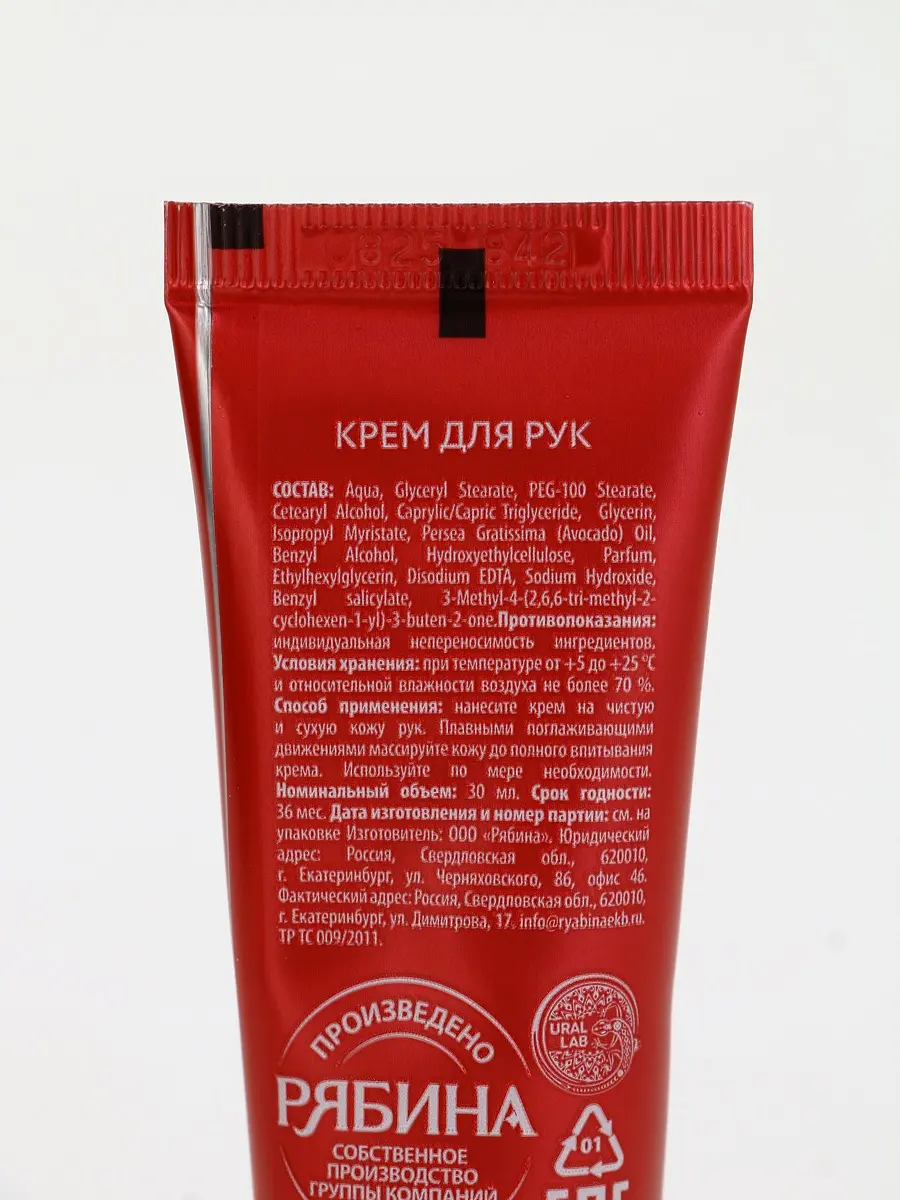 КРЕМ ДЛЯ РУК
СОСТАВ: Aqua, Glyceryl Stearate, PEG-100 Stearate,
Cetearyl Alcohol, Caprylic/Capric Triglyceride, Glycerin,
Isopropyl Myristate, Persea Gratissima (Avocado) Oil,
Benzyl Alcohol, Hydroxyethylcellulose, Parfum,
Ethylhexylglycerin, Disodium EDTA, Sodium Hydroxide,
Benzyl salicylate, 3-Methyl-4-(2,6,6-tri-methyl-2-
cyclohexen-1-yl)-3-buten-2-one.Противопоказания:
индивидуальная непереносимость ингредиентов.
Условия хранения: при температуре от +5 до +25 °С
и относительной влажности воздуха не более 70 %.
Способ применения: нанесите крем на чистую
и сухую кожу рук. Плавными поглаживающими
движениями массируйте кожу до полного впитывания
крема. Используйте по мере необходимости.
Номинальный объем: 30 мл. Срок годности:
36 мес. Дата изготовления и номер партии: см. на
упаковке Изготовитель: ООО «Рябина». Юридический
адрес: Россия, Свердловская обл., 620010,
г. Екатеринбург, ул. Черняховского, 86, офис 46.
Фактический адрес: Россия, Свердловская обл., 620010,
г. Екатеринбург, ул. Димитрова, 17. info@ryabinaekb.ru.
ТР ТС 009/2011.
ПРОИЗВЕДЕНО
РЯБИНА
СОБСТВЕННОЕ
ПРОИЗВОДСТВО
ГРУППЫ КОМПАНИЙ
URAL
LAB
01